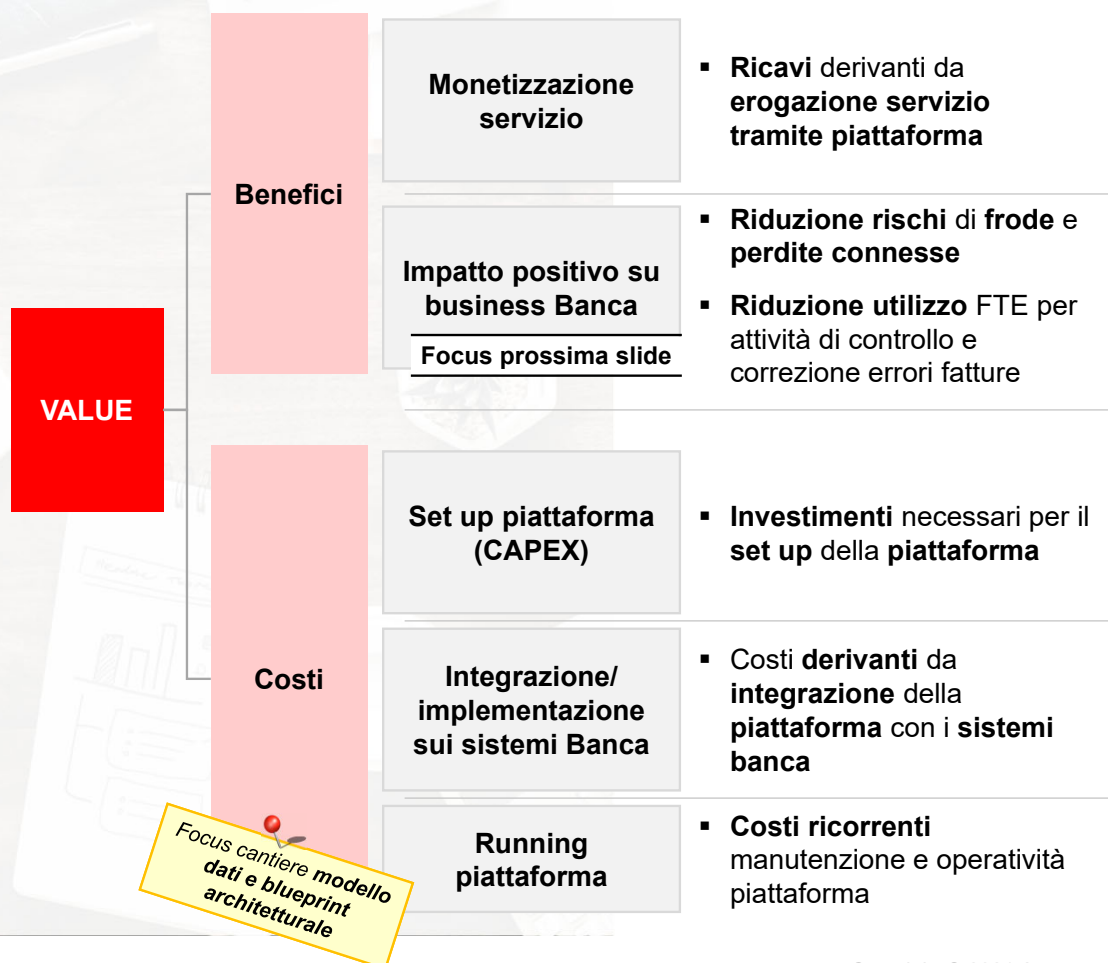 Monetizzazione
servizio
▪ Ricavi derivanti da
erogazione servizio
tramite piattaforma
Benefici
Impatto positivo su
business Banca
Focus prossima slide
▪ Riduzione rischi di frode e
perdite connesse
▪ Riduzione utilizzo FTE per
attività di controllo e
correzione errori fatture
VALUE
Set up piattaforma
(CAPEX)
▪ Investimenti necessari per il
set up della piattaforma
Costi
Integrazione/
implementazione
sui sistemi Banca
▪ Costi derivanti da
integrazione della
piattaforma con i sistemi
banca
Focus cantiere modello
dati e blueprint
architetturale
Running
piattaforma
▪ Costi ricorrenti
manutenzione e operatività
piattaforma